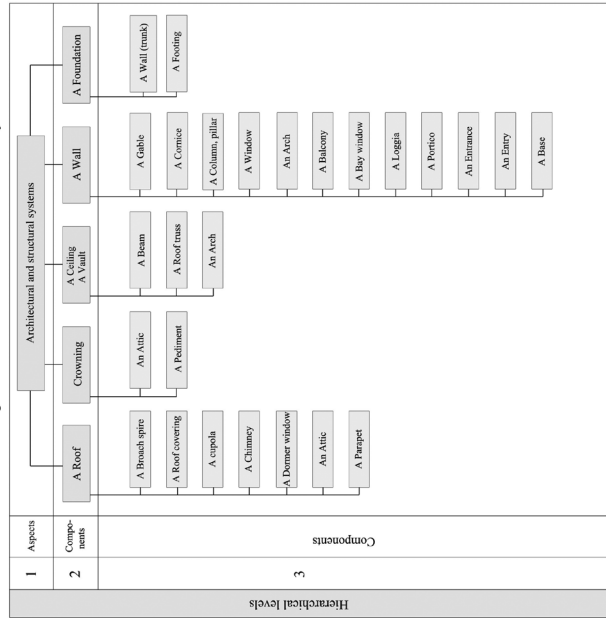 Hierarchical levels
1
Aspects
Architectural and structural systems
2
Compo-
nents
A Roof
Crowning
A Ceiling
A Vault
A Wall
A Foundation
3
Components
A Broach spire
A Roof covering
A cupola
A Chimney
A Dormer window
An Attic
A Parapet
An Attic
A Pediment
A Beam
A Roof truss
An Arch
A Gable
A Cornice
A Column, pillar
A Window
An Arch
A Balcony
A Bay window
A Loggia
A Portico
An Entrance
An Entry
A Base
A Wall (trunk)
A Footing